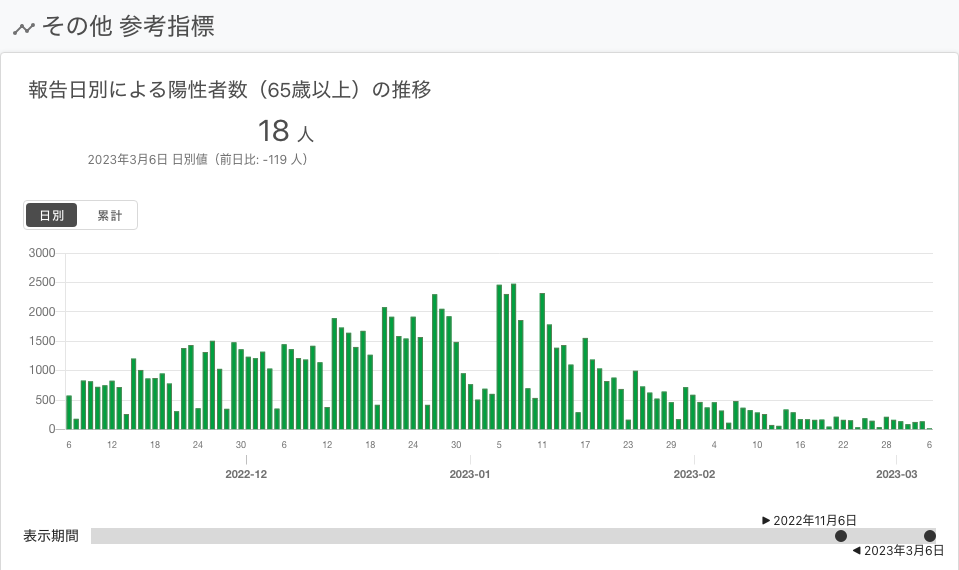 その他 参考指標
報告日別による陽性者数（65歳以上）の推移
18 人
2023年3月6日 日別値（前日比: -119 人）
日別 累計
3000
2500
2000
1500
1000
500
0
6 12 18 24 30 6 12 18 24 30 5 11 17 23 29 4 10 16 22 28 6
2022-12 2023-01 2023-02 2023-03
▶ 2022年11月6日
表示期間
◀ 2023年3月6日